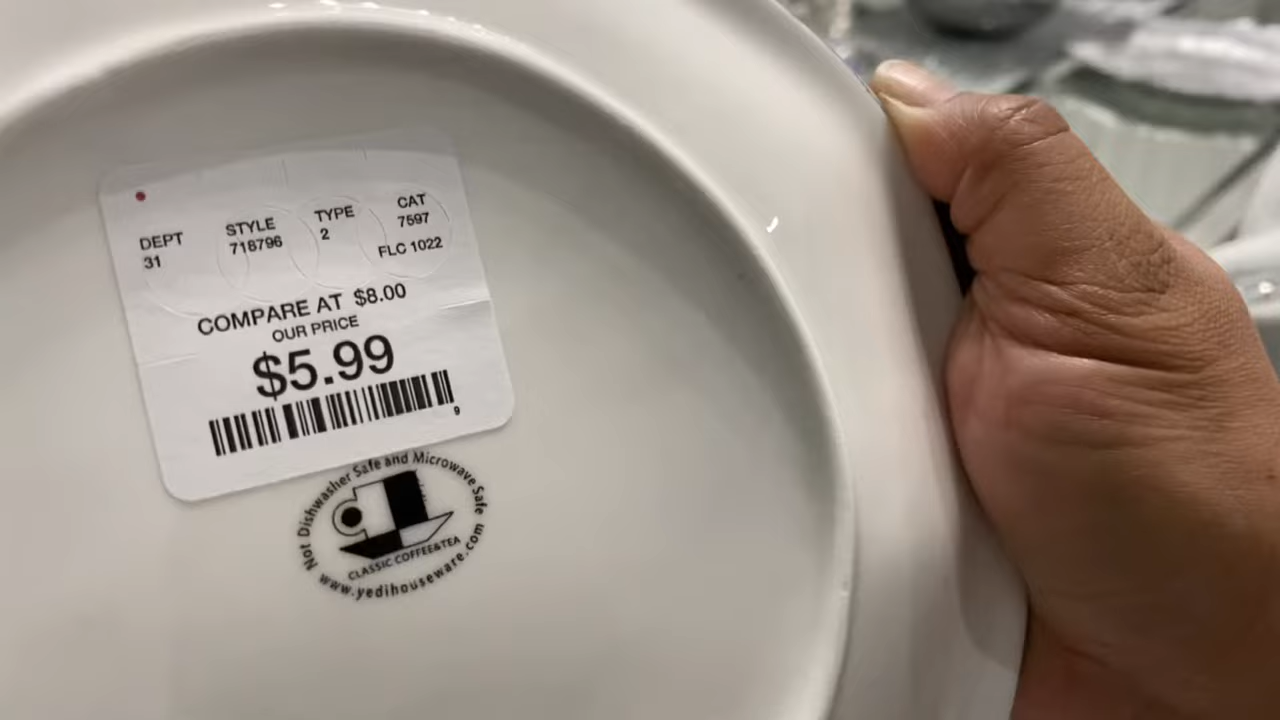 DEPT STYLE TYPE CAT
31 718796 2 7597
FLC 1022
COMPARE AT $8.00
OUR PRICE
$5.99
9
Not Dishwasher Safe and Microwave Safe
CLASSIC COFFEE&TEA
www.yedihouseware.com